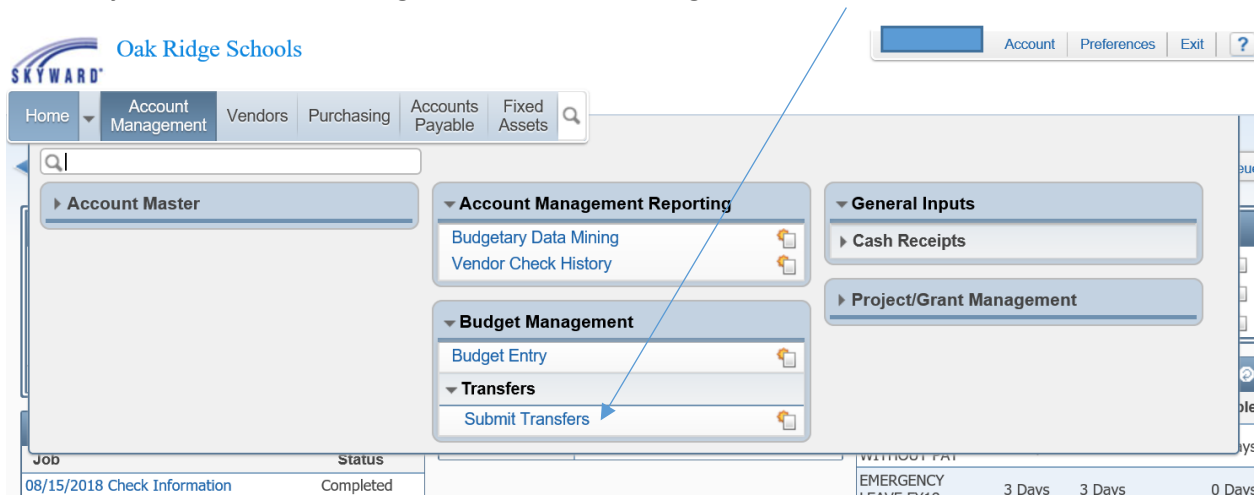 Oak Ridge Schools
SKYWARD
Account Preferences Exit ?
Home Account Management Vendors Purchasing Accounts Payable Fixed Assets
Account Master
Account Management Reporting
Budgetary Data Mining
Vendor Check History
Budget Management
Budget Entry
Transfers
Submit Transfers
General Inputs
Cash Receipts
Project/Grant Management
Job Status
08/15/2018 Check Information Completed
WITHOUT PAY
EMERGENCY
3 Days 3 Days 0 Days